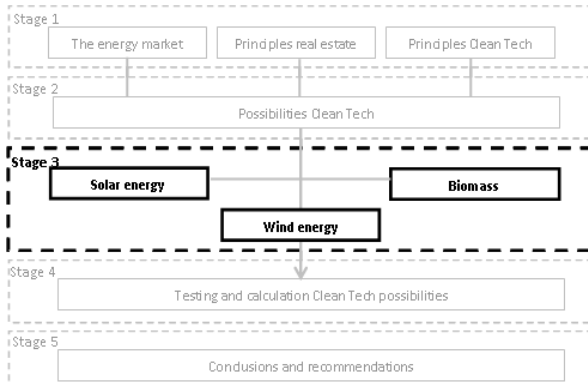 Stage 1
The energy market
Principles real estate
Principles Clean Tech
Stage 2
Possibilities Clean Tech
Stage 3
Solar energy
Biomass
Wind energy
Stage 4
Testing and calculation Clean Tech possibilities
Stage 5
Conclusions and recommendations